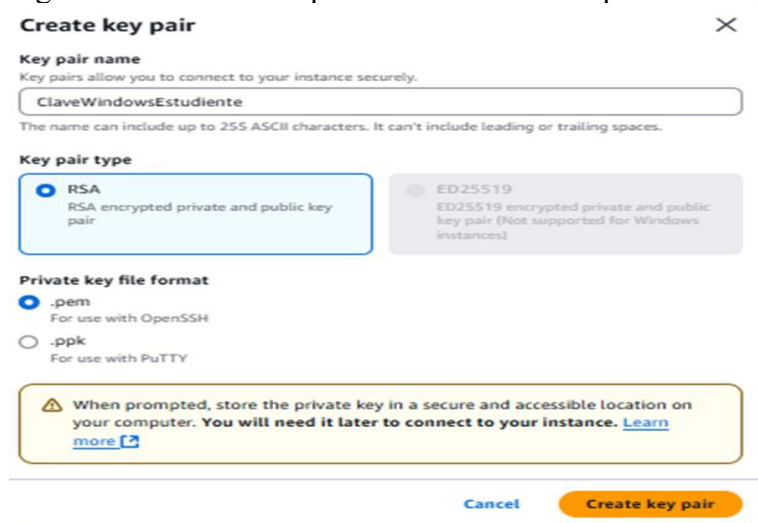 Create key pair
Key pair name
Key pairs allow you to connect to your instance securely.
ClaveWindowsEstudiente
The name can include up to 255 ASCII characters. It can't include leading or trailing spaces.
Key pair type
RSA
RSA encrypted private and public key
pair
ED25519
ED25519 encrypted private and public
key pair (Not supported for Windows
instances)
Private key file format
.pem
For use with OpenSSH
.ppk
For use with PuTTY
When prompted, store the private key in a secure and accessible location on
your computer. You will need it later to connect to your instance. Learn
more
Cancel
Create key pair